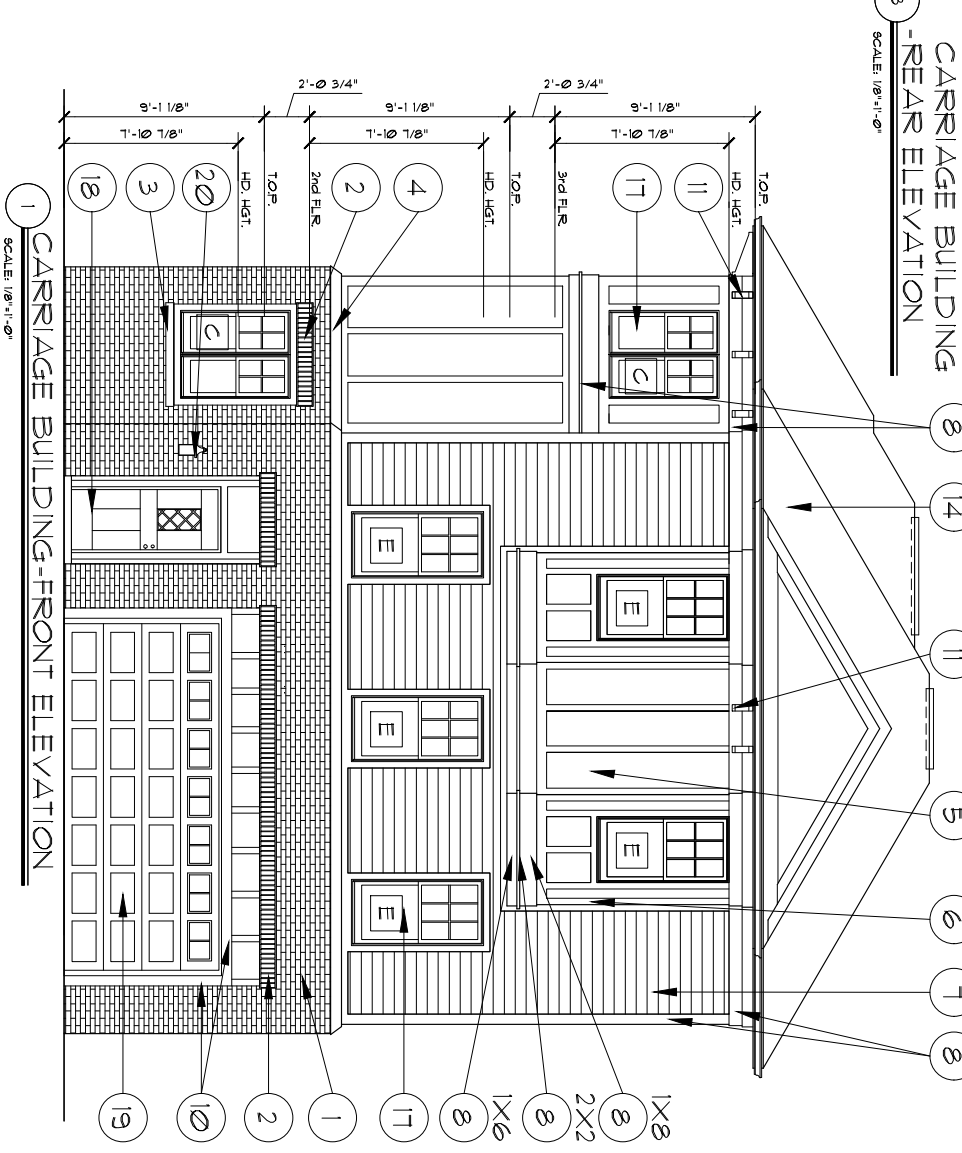 3
CARRIAGE BUILDING
-REAR ELEVATION
SCALE: 1/8"=1'-0"
8
14
11
5
6
7
8
11
17
T.O.P.
HD. HGT.
9'-1 1/8"
7'-10 7/8"
3rd FLR.
2'-0 3/4"
T.O.P.
HD. HGT.
9'-1 1/8"
7'-10 7/8"
4
2
2nd FLR.
2'-0 3/4"
T.O.P.
HD. HGT.
9'-1 1/8"
7'-10 7/8"
20
3
18
C
C
E
E
E
E
E
1X8
8
2X2
8
1X6
8
17
1
2
10
19
1
CARRIAGE BUILDING-FRONT ELEVATION
SCALE: 1/8"=1'-0"